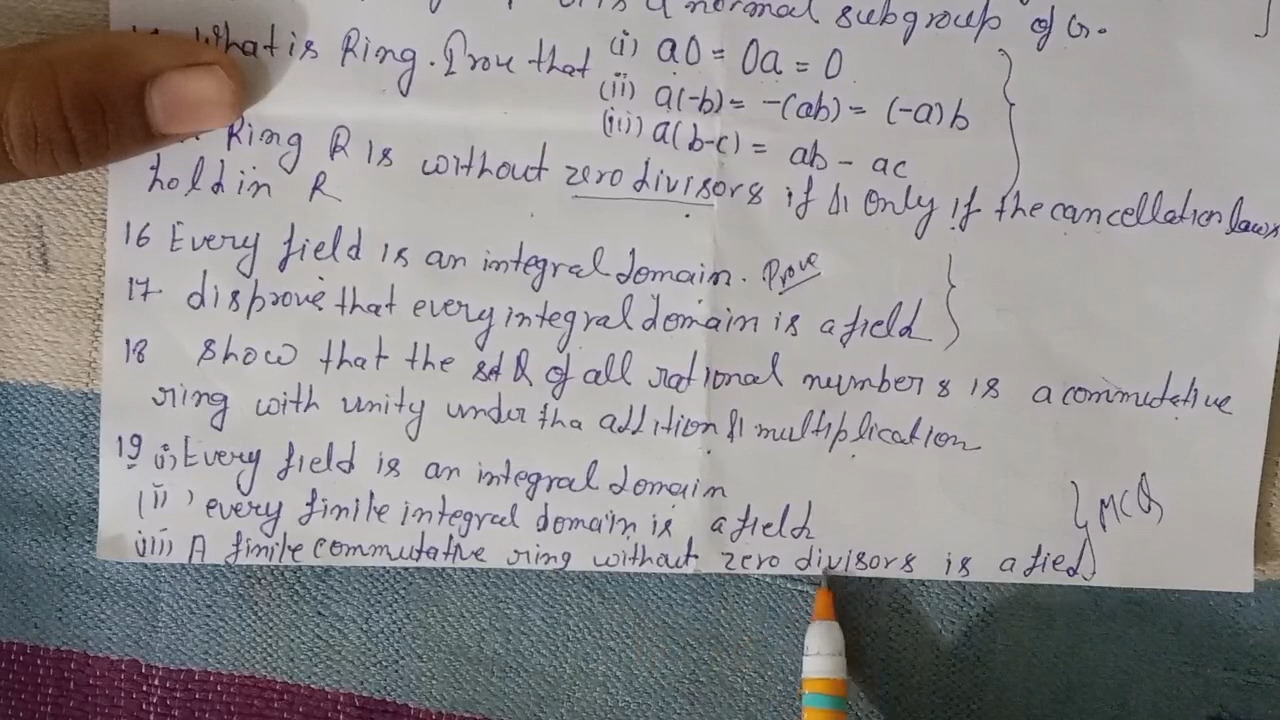 a normal subgroup of G.
What is Ring. Prove that (i) a0 = 0a = 0
(ii) a(-b) = -(ab) = (-a)b
(iii) a(b-c) = ab - ac
Ring R is without zero divisors if & only if the cancellation laws
hold in R
16 Every field is an integral domain. Prove
17 disprove that every integral domain is a field
18 show that the set Q of all rational numbers is a commutative
ring with unity under tha addition & multiplication
19 (i) Every field is an integral domain
(ii) every finite integral domain is a field
(iii) A finite commutative ring without zero divisors is a fied
MCQ